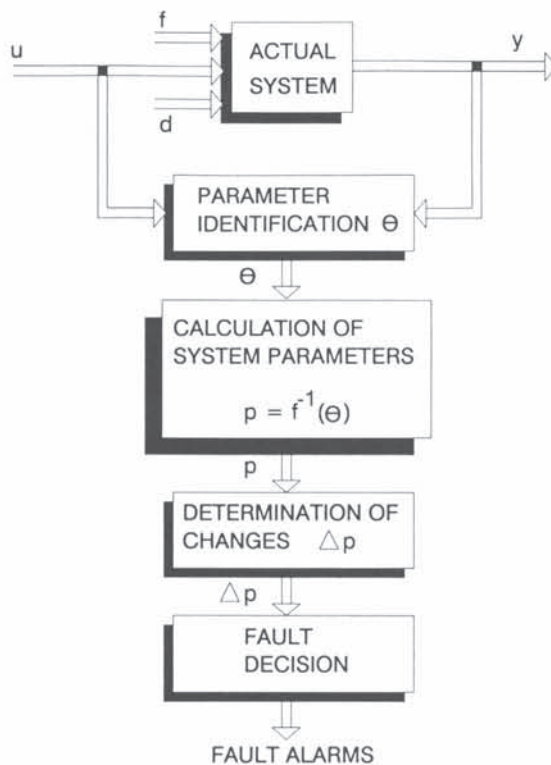 f
u
ACTUAL
SYSTEM
y
d
PARAMETER
IDENTIFICATION Θ
Θ
CALCULATION OF
SYSTEM PARAMETERS
p = f⁻¹(Θ)
p
DETERMINATION OF
CHANGES △p
△p
FAULT
DECISION
FAULT ALARMS